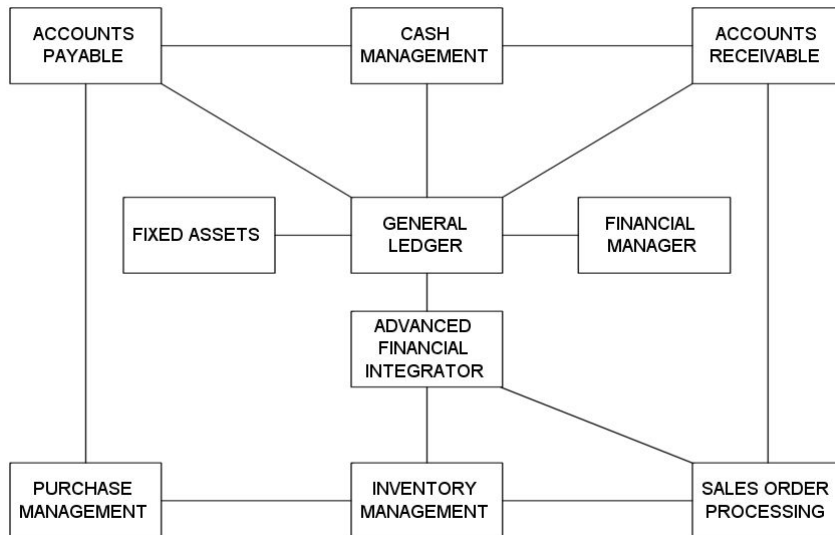 ACCOUNTS
PAYABLE
CASH
MANAGEMENT
ACCOUNTS
RECEIVABLE
FIXED ASSETS
GENERAL
LEDGER
FINANCIAL
MANAGER
ADVANCED
FINANCIAL
INTEGRATOR
PURCHASE
MANAGEMENT
INVENTORY
MANAGEMENT
SALES ORDER
PROCESSING